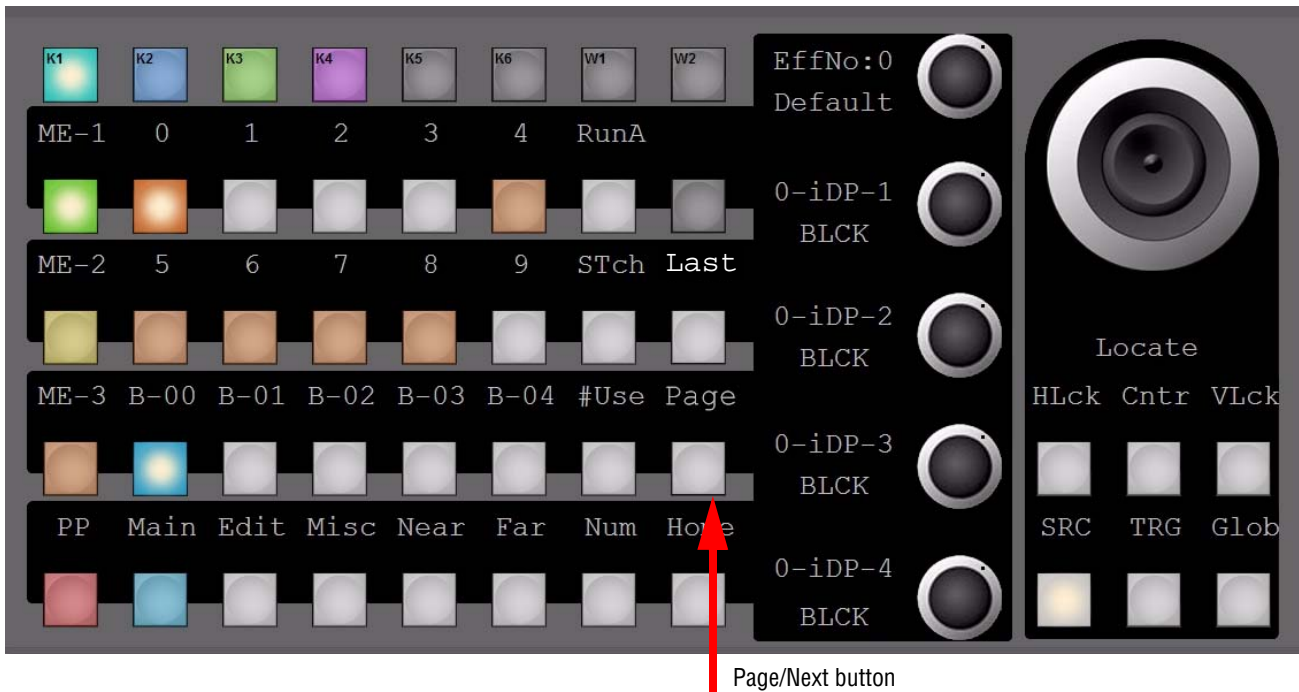 K1 K2 K3 K4 K5 K6 W1 W2
ME-1 0 1 2 3 4 RunA
ME-2 5 6 7 8 9 STch Last
ME-3 B-00 B-01 B-02 B-03 B-04 #Use Page
PP Main Edit Misc Near Far Num Home
EffNo:0
Default
0-iDP-1
BLCK
0-iDP-2
BLCK
0-iDP-3
BLCK
0-iDP-4
BLCK
Locate
HLck Cntr VLck
SRC TRG Glob
Page/Next button